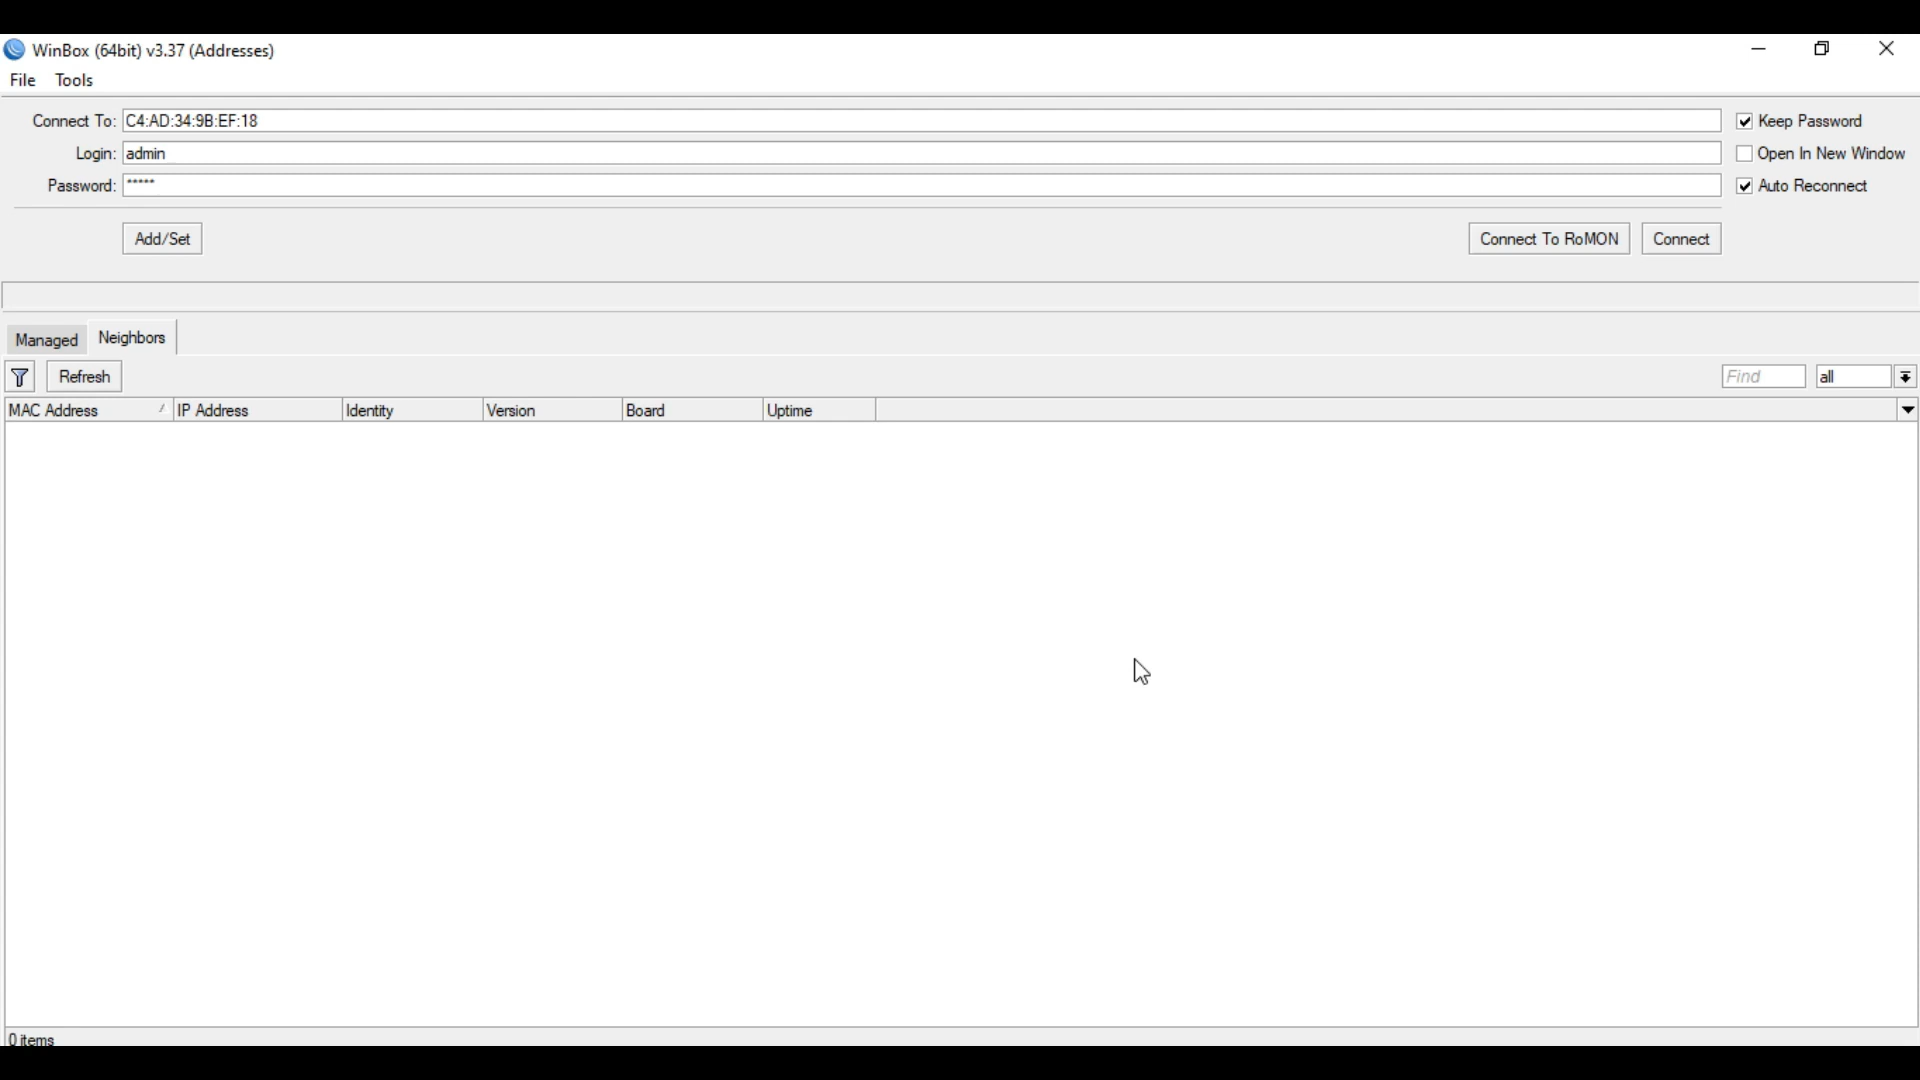 WinBox (64bit) v3.37 (Addresses)
File Tools
Connect To: C4:AD:34:9B:EF:18
Keep Password
Login: admin
Open In New Window
Password: *****
Auto Reconnect
Add/Set
Connect To RoMON
Connect
Managed
Neighbors
Refresh
Find
all
MAC Address
IP Address
Identity
Version
Board
Uptime
0 items